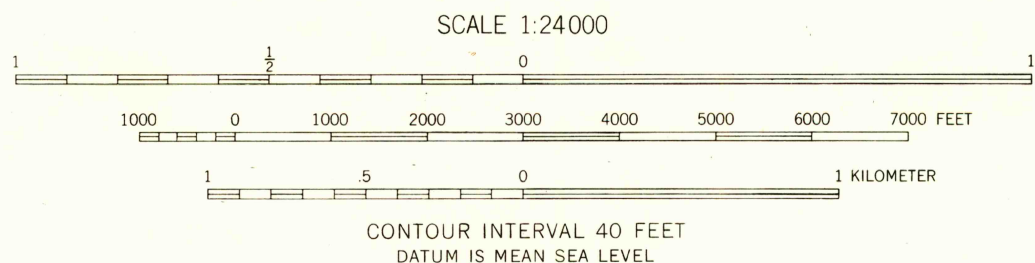 SCALE 1:24000
1 1/2 0 1
1000 0 1000 2000 3000 4000 5000 6000 7000 FEET
1 .5 0 1 KILOMETER
CONTOUR INTERVAL 40 FEET
DATUM IS MEAN SEA LEVEL